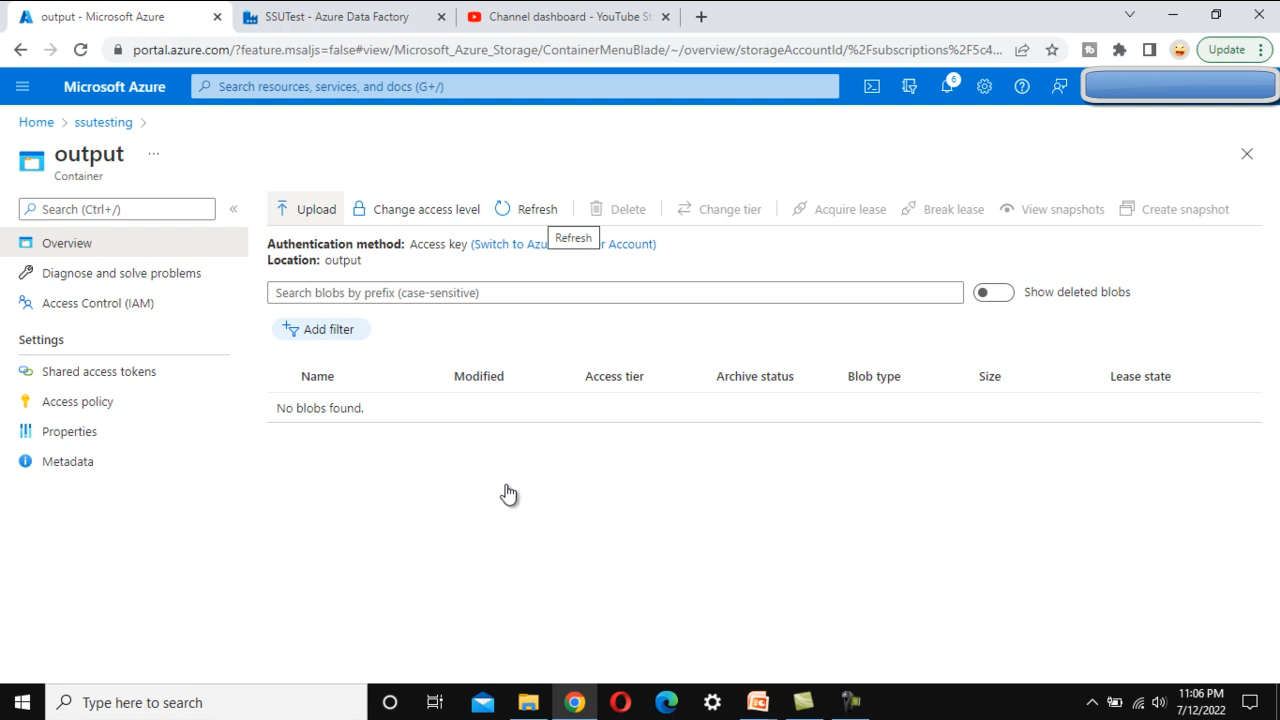 output - Microsoft Azure
SSUTest - Azure Data Factory
Channel dashboard - YouTube St
portal.azure.com/?feature.msaljs=false#view/Microsoft_Azure_Storage/ContainerMenuBlade/~/overview/storageAccountId/%2Fsubscriptions%2F5c4...
Update
Microsoft Azure
Search resources, services, and docs (G+/)
6
Home > ssutesting >
output ...
Container
Search (Ctrl+/)
Upload
Change access level
Refresh
Delete
Change tier
Acquire lease
Break lease
View snapshots
Create snapshot
Refresh
Overview
Diagnose and solve problems
Access Control (IAM)
Settings
Shared access tokens
Access policy
Properties
Metadata
Authentication method: Access key (Switch to Azu r Account)
Location: output
Search blobs by prefix (case-sensitive)
Show deleted blobs
Add filter
Name Modified Access tier Archive status Blob type Size Lease state
No blobs found.
Type here to search
11:06 PM
7/12/2022